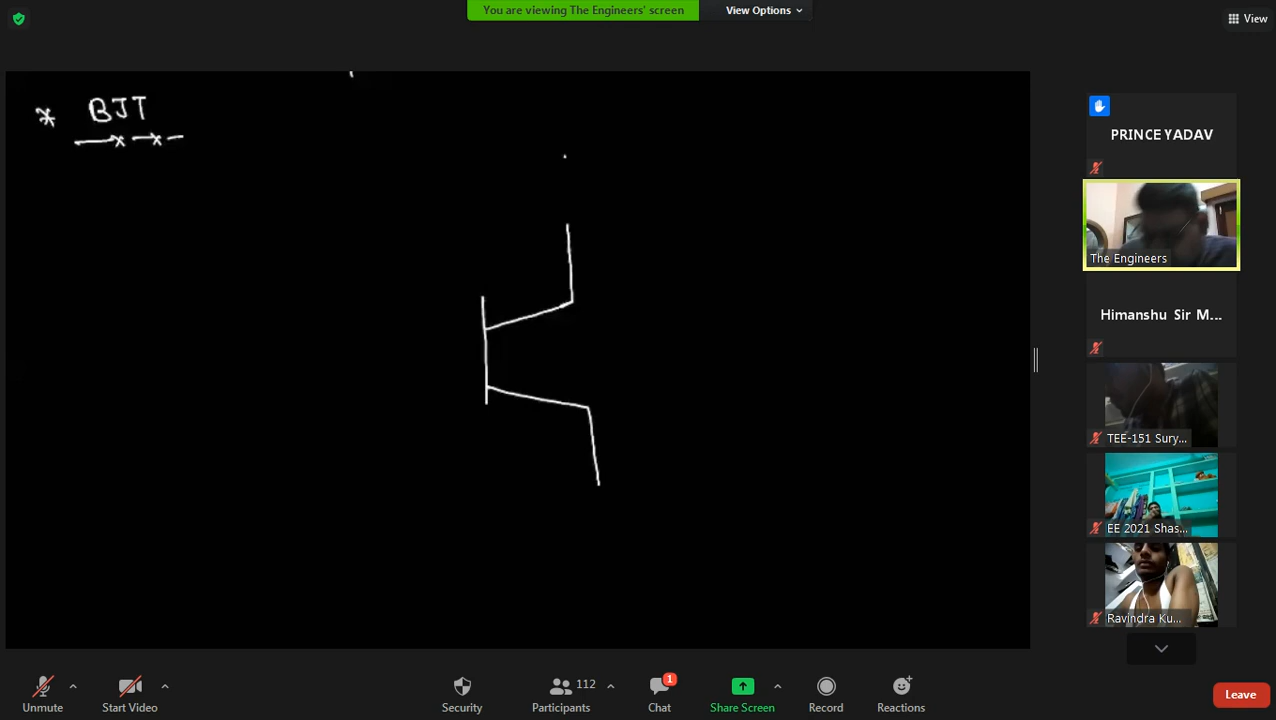 You are viewing The Engineers' screen
View Options
View
* BJT
PRINCE YADAV
The Engineers
Himanshu Sir M...
TEE-151 Sury...
EE 2021 Shas...
Ravindra Ku...
Unmute
Start Video
Security
112
Participants
1
Chat
Share Screen
Record
Reactions
Leave